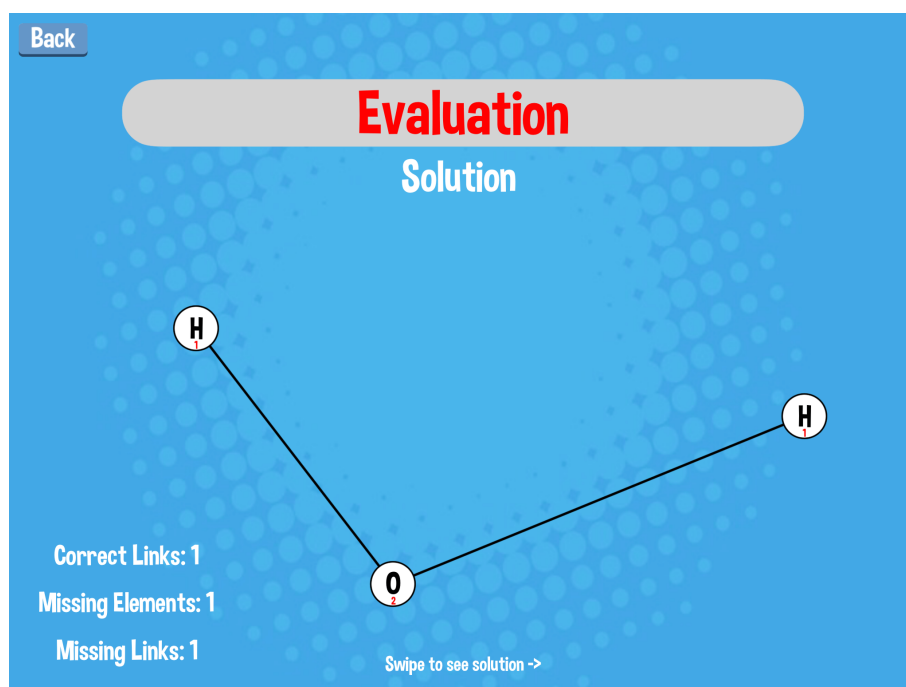 Back
Evaluation
Solution
H
1
H
1
O
2
Correct Links: 1
Missing Elements: 1
Missing Links: 1
Swipe to see solution ->